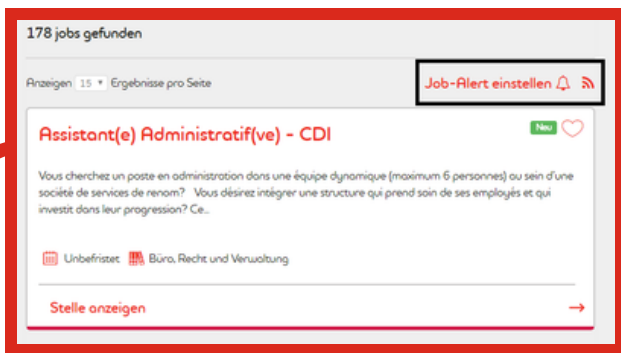 178 jobs gefunden
Anzeigen 15 Ergebnisse pro Seite
Job-Alert einstellen
Assistant(e) Administratif(ve) - CDI
Neu
Vous cherchez un poste en administration dans une équipe dynamique (maximum 6 personnes) au sein d'une
société de services de renom? Vous désirez intégrer une structure qui prend soin de ses employés et qui
investit dans leur progression? Ce...
Unbefristet Büro, Recht und Verwaltung
Stelle anzeigen